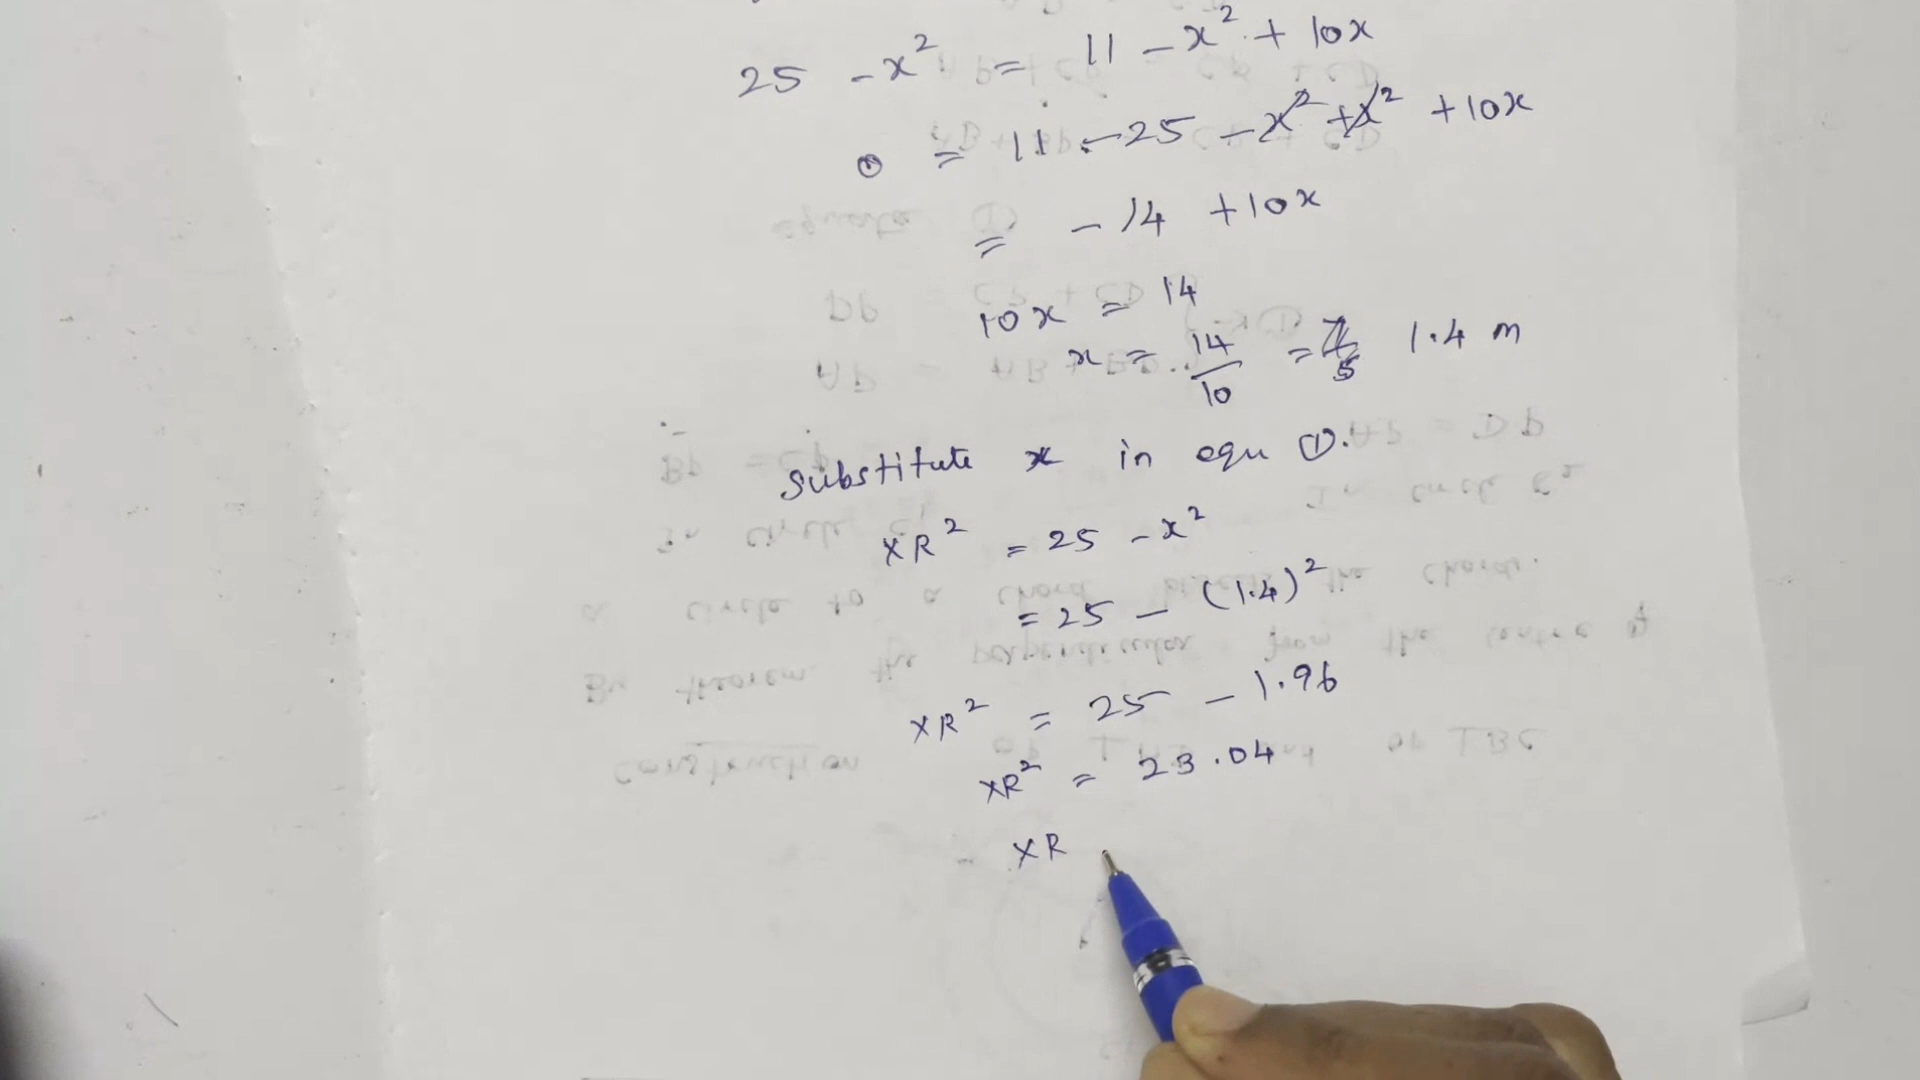 25 - x² = 11 - x² + 10x
0 = 11 - 25 - x² + x² + 10x
= -14 + 10x
10x = 14
x = 14/10 = 7/5 1.4 m
Substitute x in equ ①.
XR² = 25 - x²
= 25 - (1.4)²
XR² = 25 - 1.96
XR² = 23.04
XR